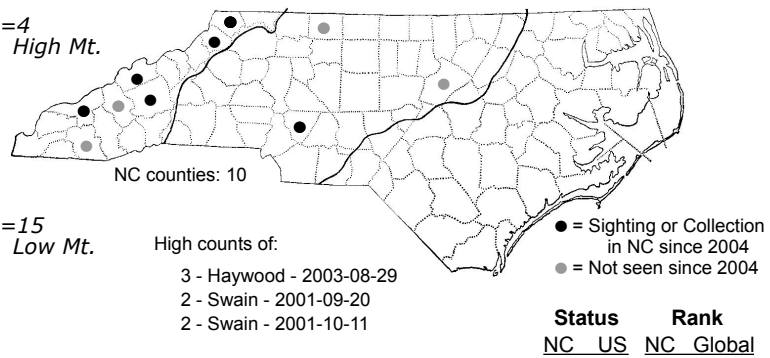 =4
High Mt.
NC counties: 10
=15
Low Mt.
High counts of:
3 - Haywood - 2003-08-29
2 - Swain - 2001-09-20
2 - Swain - 2001-10-11
= Sighting or Collection
in NC since 2004
= Not seen since 2004
Status Rank
NC US NC Global